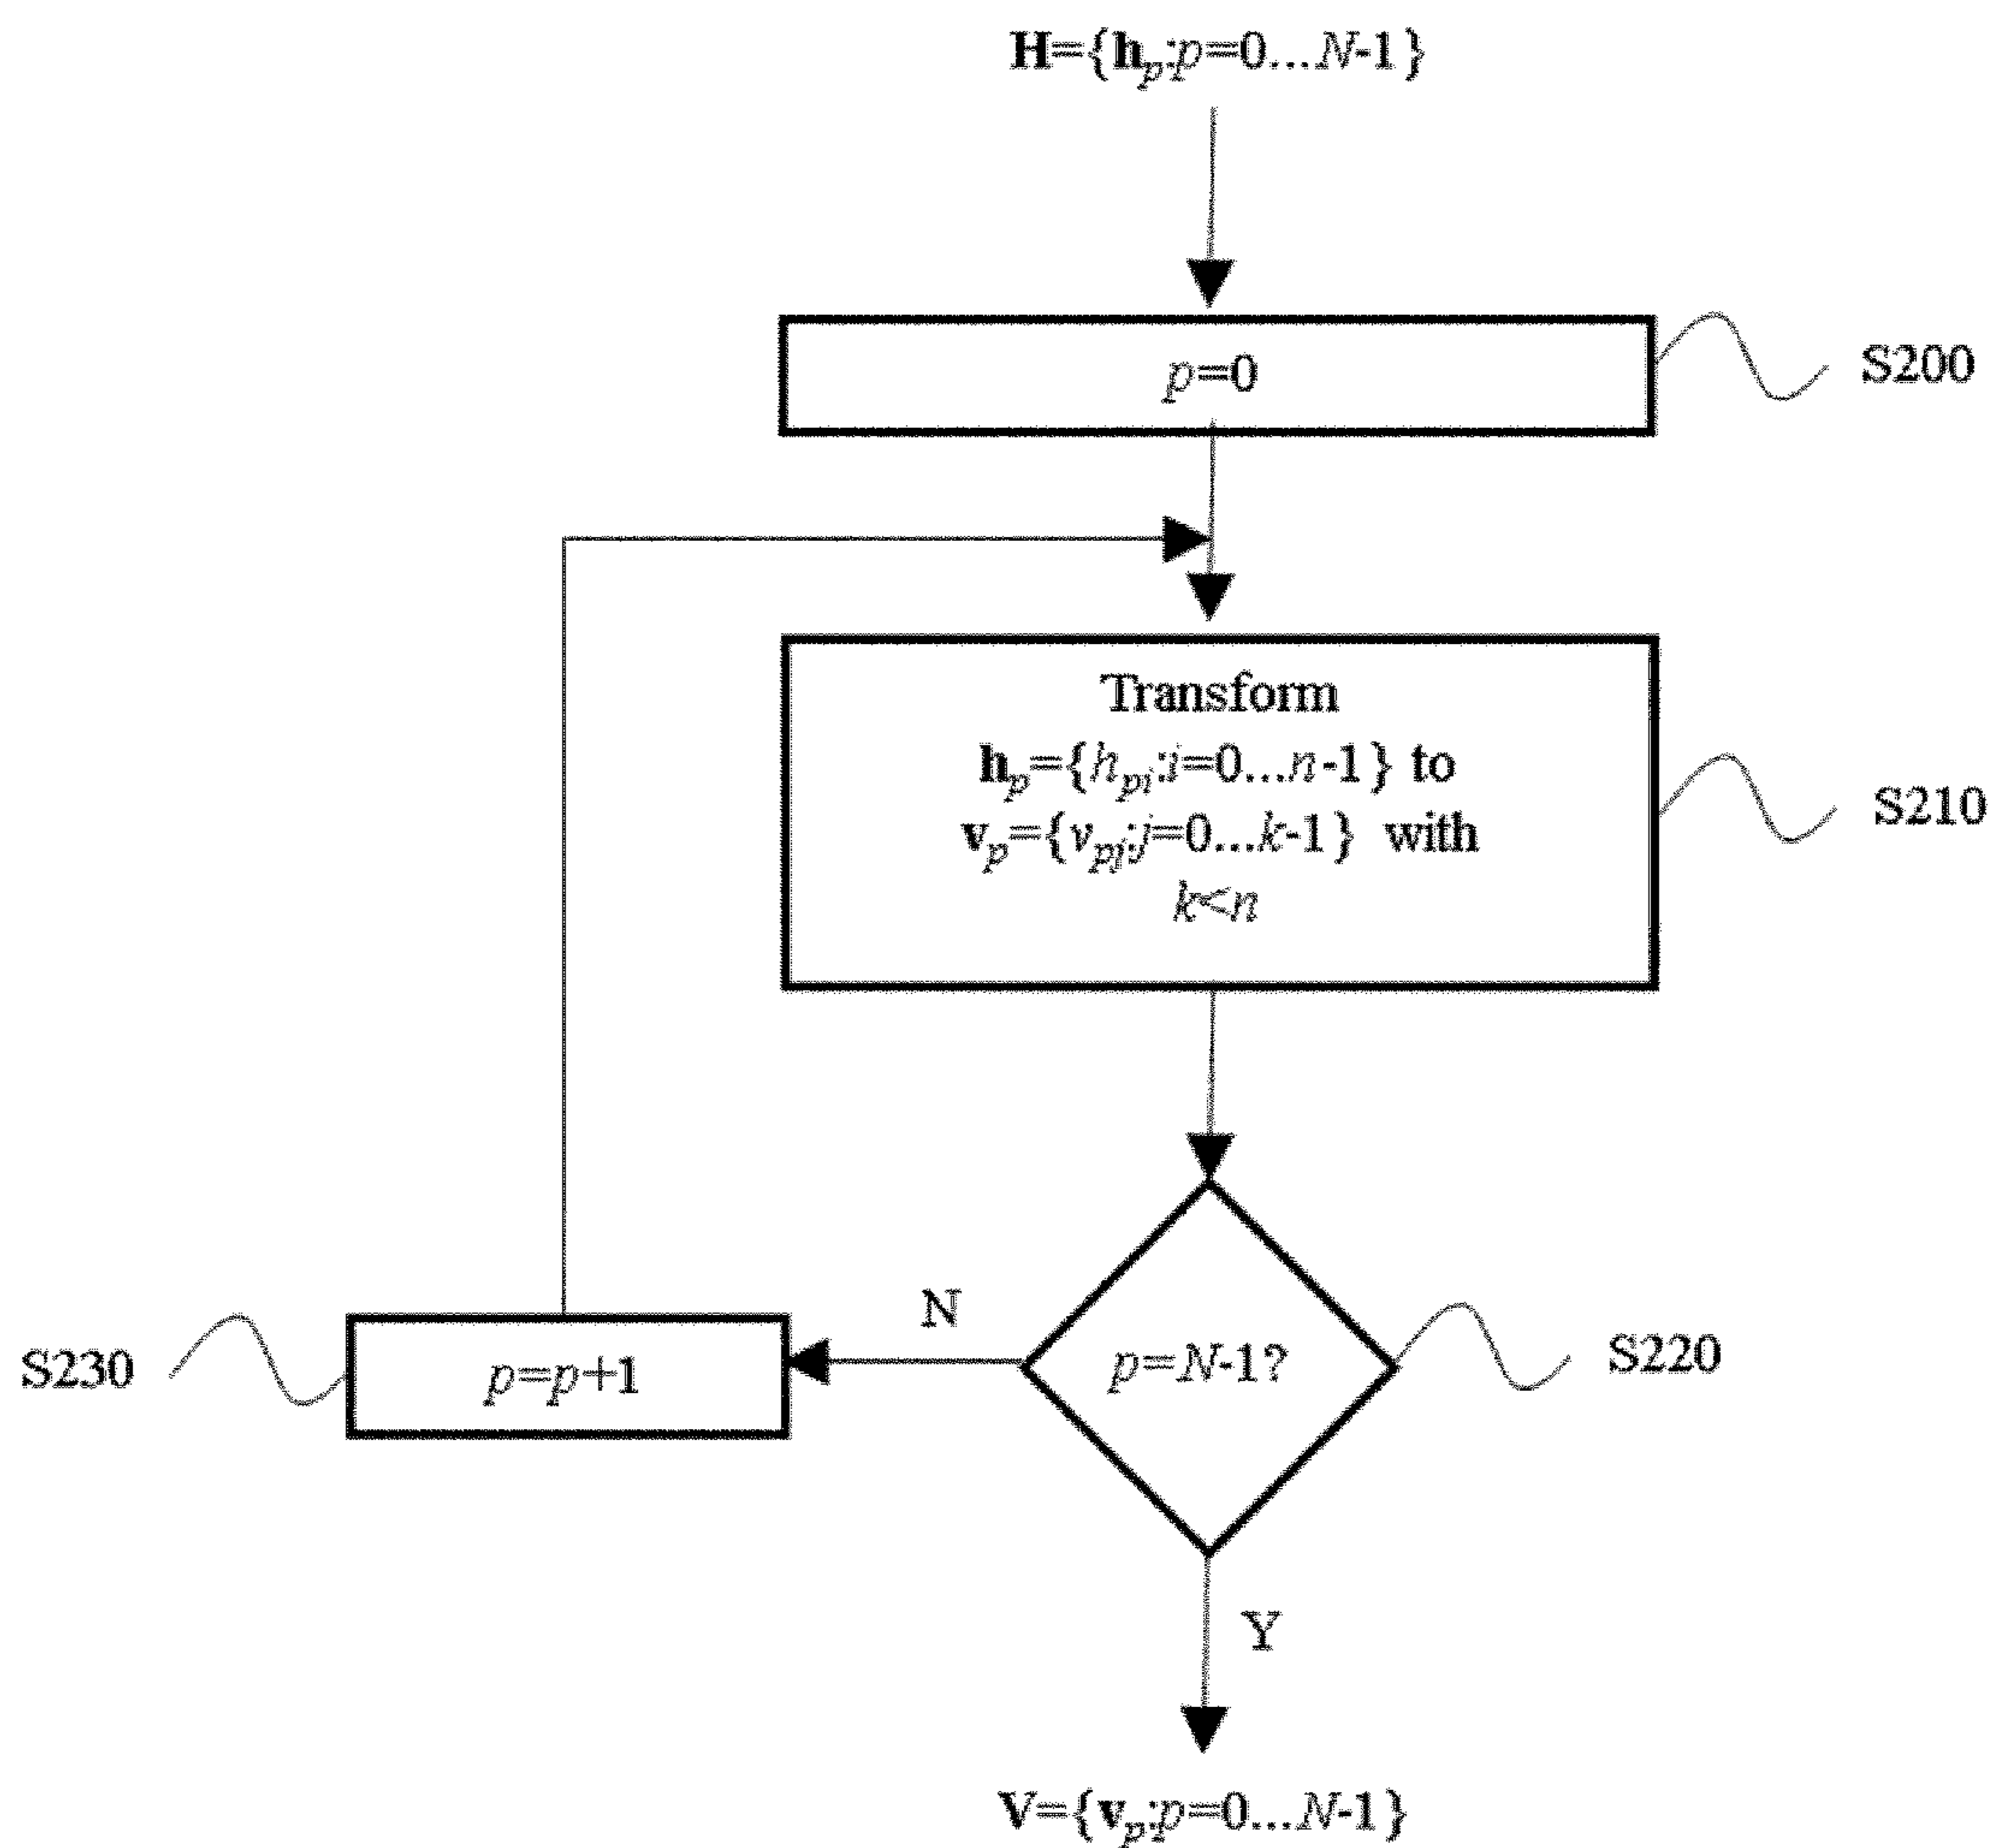 H={hp:p=0...N-1}
p=0
S200
Transform
hp={hpi:i=0...n-1} to
vp={vpj:j=0...k-1} with
k<n
S210
N
p=N-1?
S220
S230
p=p+1
Y
V={vp:p=0...N-1}